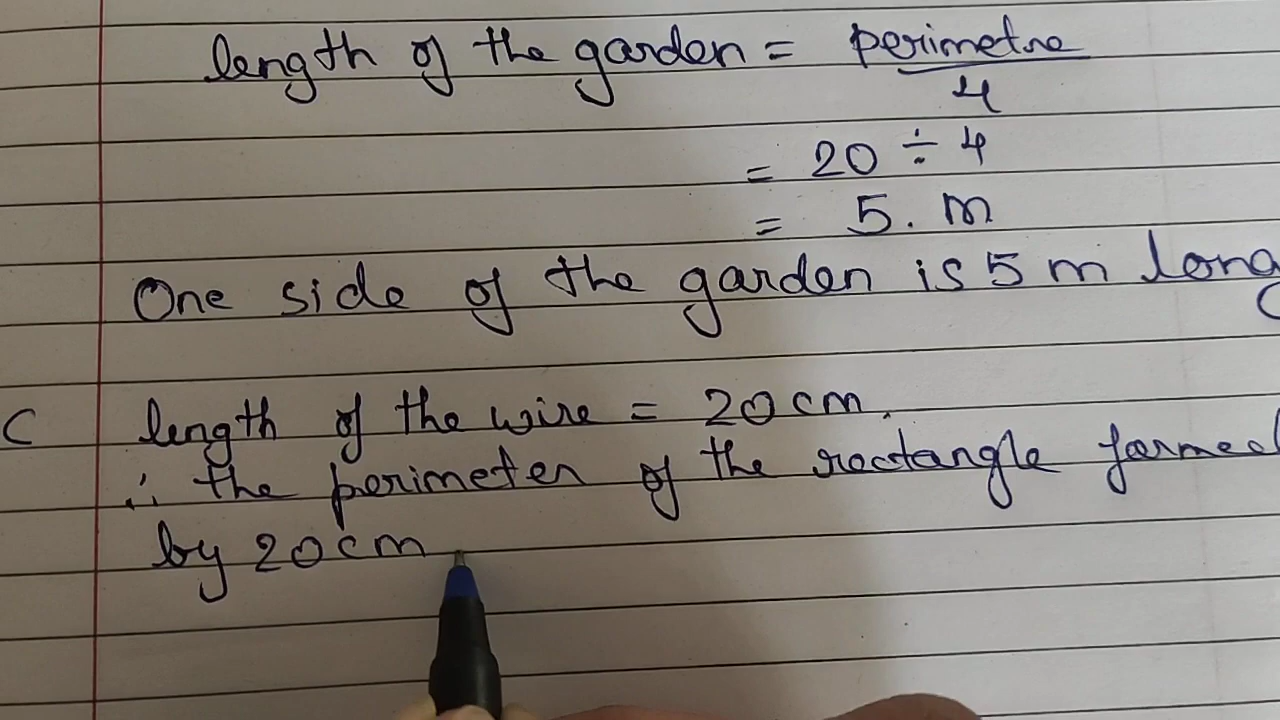 length of the garden = perimetre
4
= 20 ÷ 4
= 5. m
One side of the garden is 5 m long
C length of the wire = 20 cm.
∴ the perimeter of the rectangle formed
by 20 cm